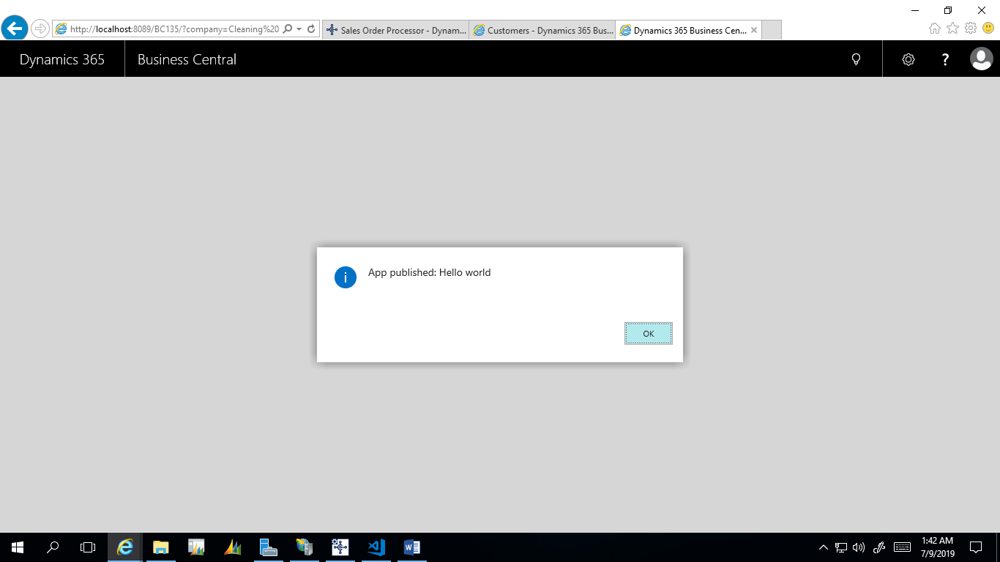 http://localhost:8089/BC135/?company=Cleaning%20
Sales Order Processor - Dynam...
Customers - Dynamics 365 Bus...
Dynamics 365 Business Cen...
Dynamics 365
Business Central
?
i
App published: Hello world
OK
1:42 AM
7/9/2019